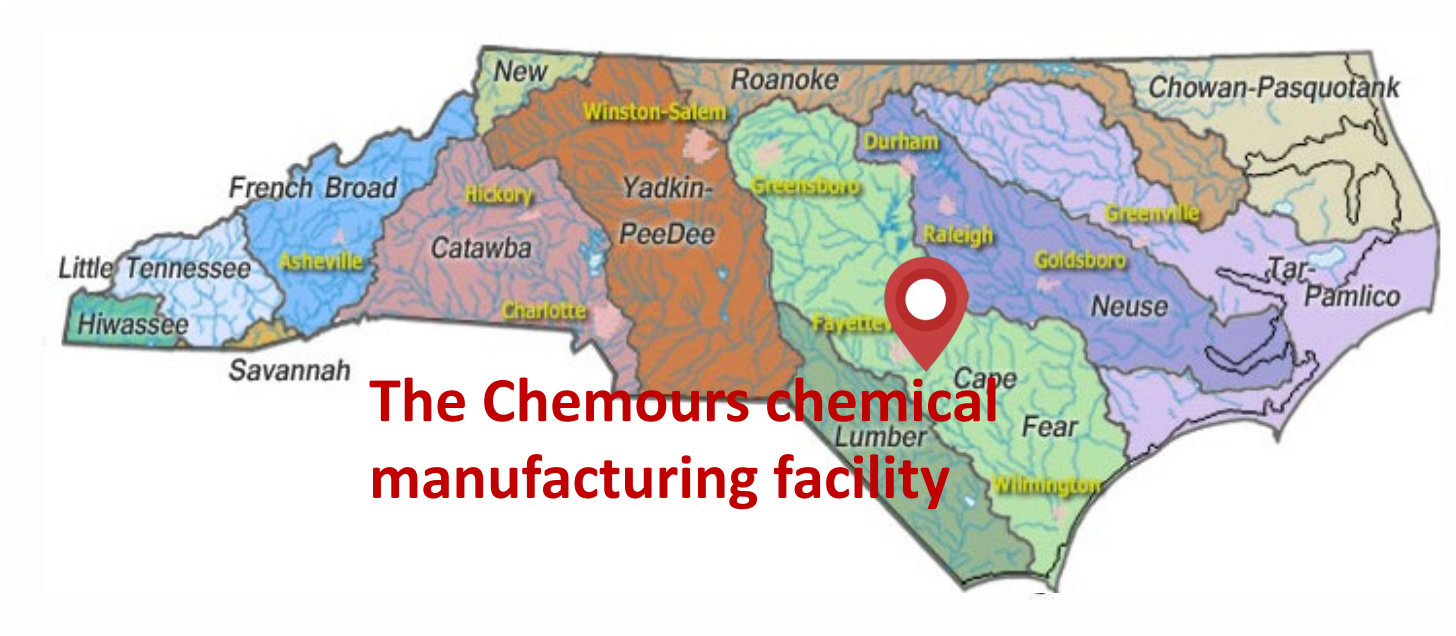 New
Roanoke
Chowan-Pasquotank
Winston-Salem
Durham
French Broad
Hickory
Yadkin-
PeeDee
Greensboro
Greenville
Catawba
Raleigh
Little Tennessee
Asheville
Goldsboro
Tar-
Pamlico
Neuse
Hiwassee
Charlotte
Fayettev
Savannah
Cape
Fear
The Chemours chemical
manufacturing facility
Lumber
Wilmington